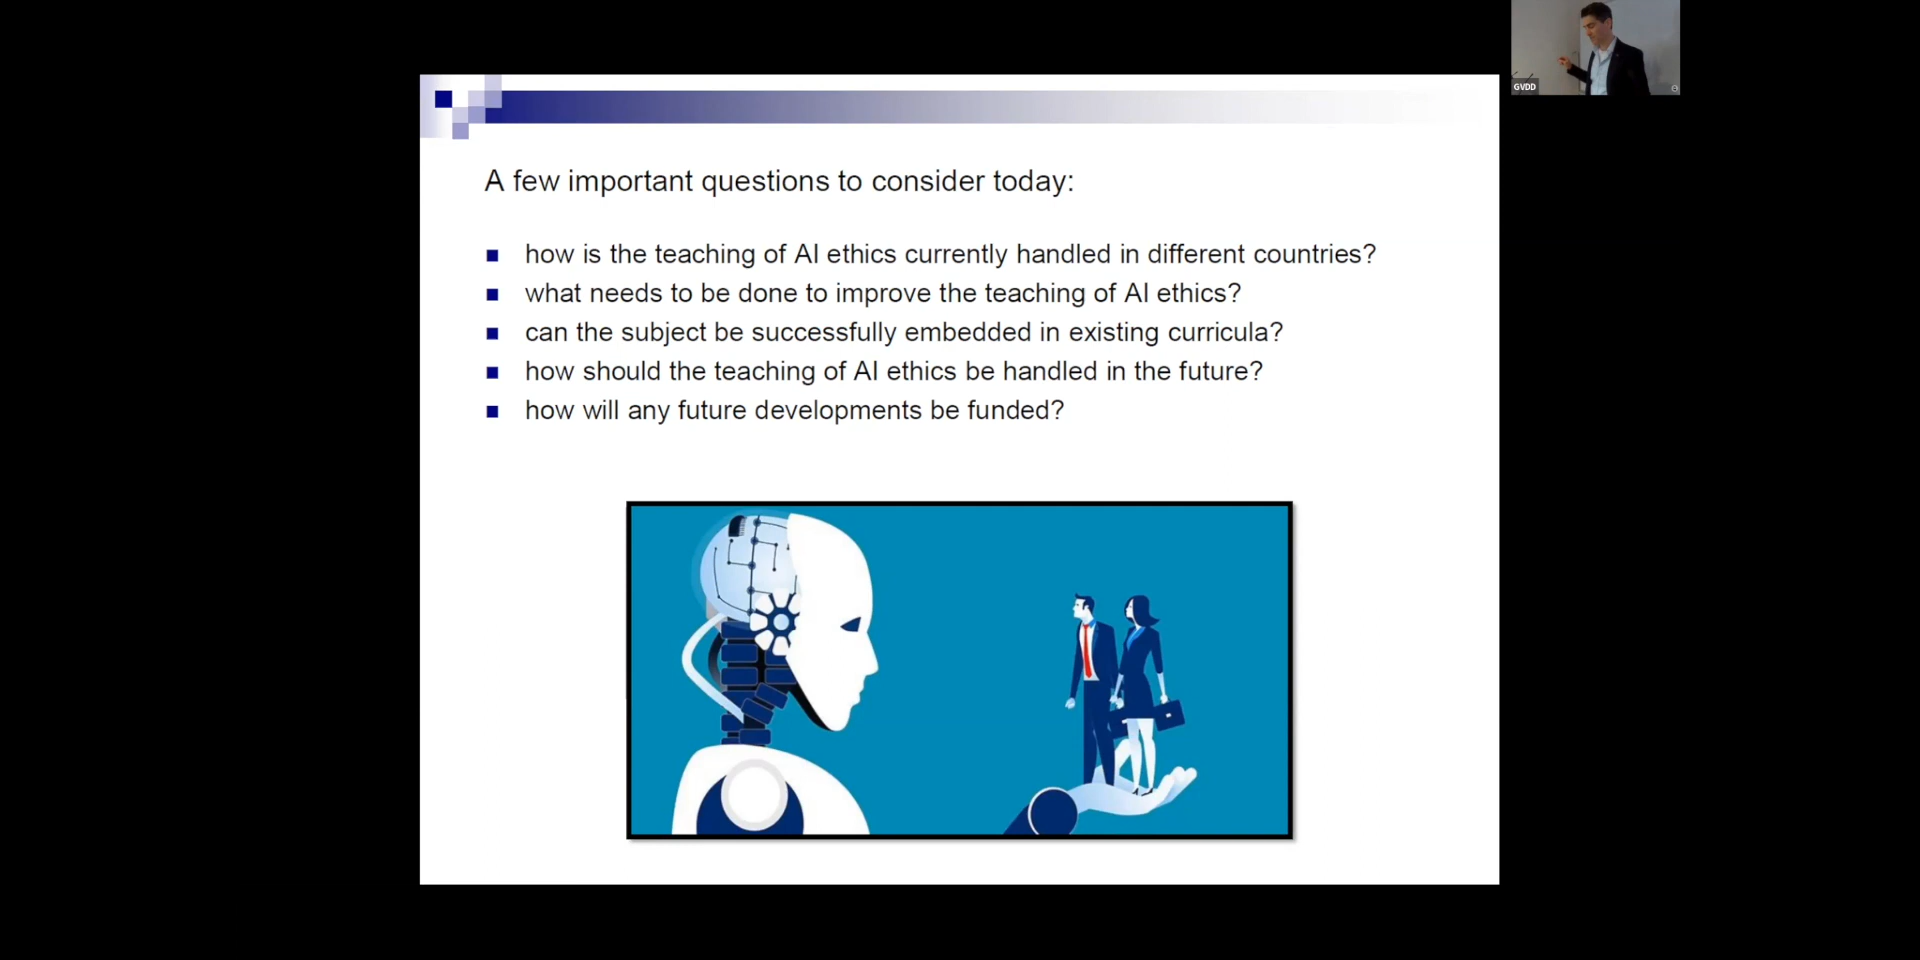 GVDD
A few important questions to consider today:
how is the teaching of AI ethics currently handled in different countries?
what needs to be done to improve the teaching of AI ethics?
can the subject be successfully embedded in existing curricula?
how should the teaching of AI ethics be handled in the future?
how will any future developments be funded?